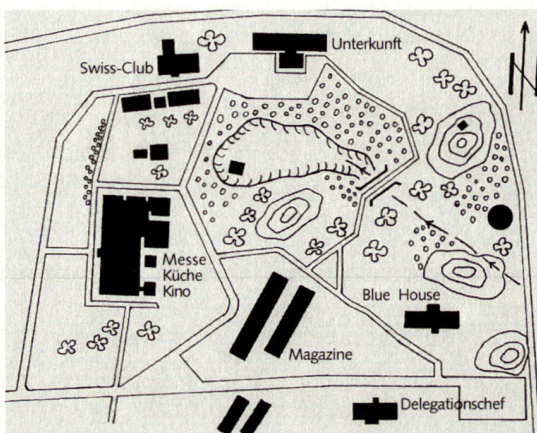 Unterkunft
Swiss-Club
Messe
Küche
Kino
Blue House
Magazine
Delegationschef
N